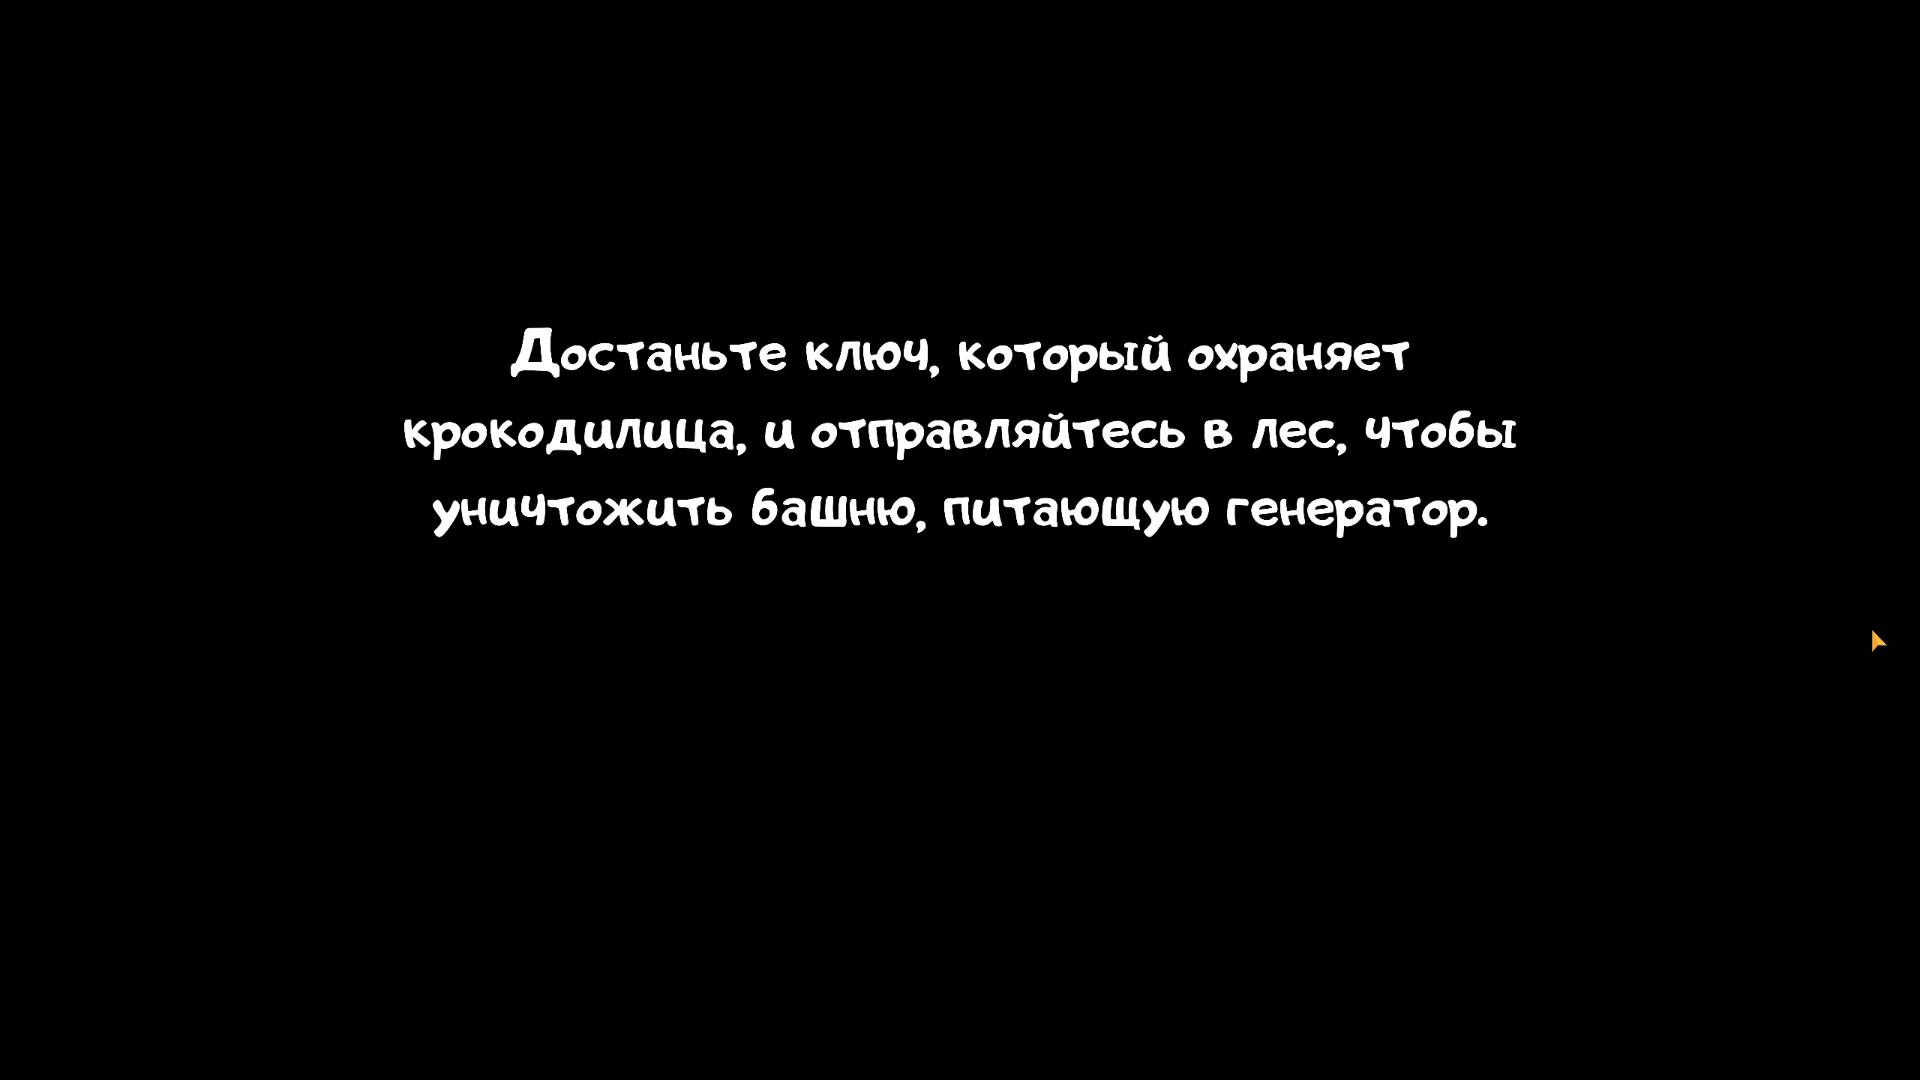 Достаньте ключ, который охраняет
крокодилица, и отправляйтесь в лес, чтобы
уничтожить башню, питающую генератор.